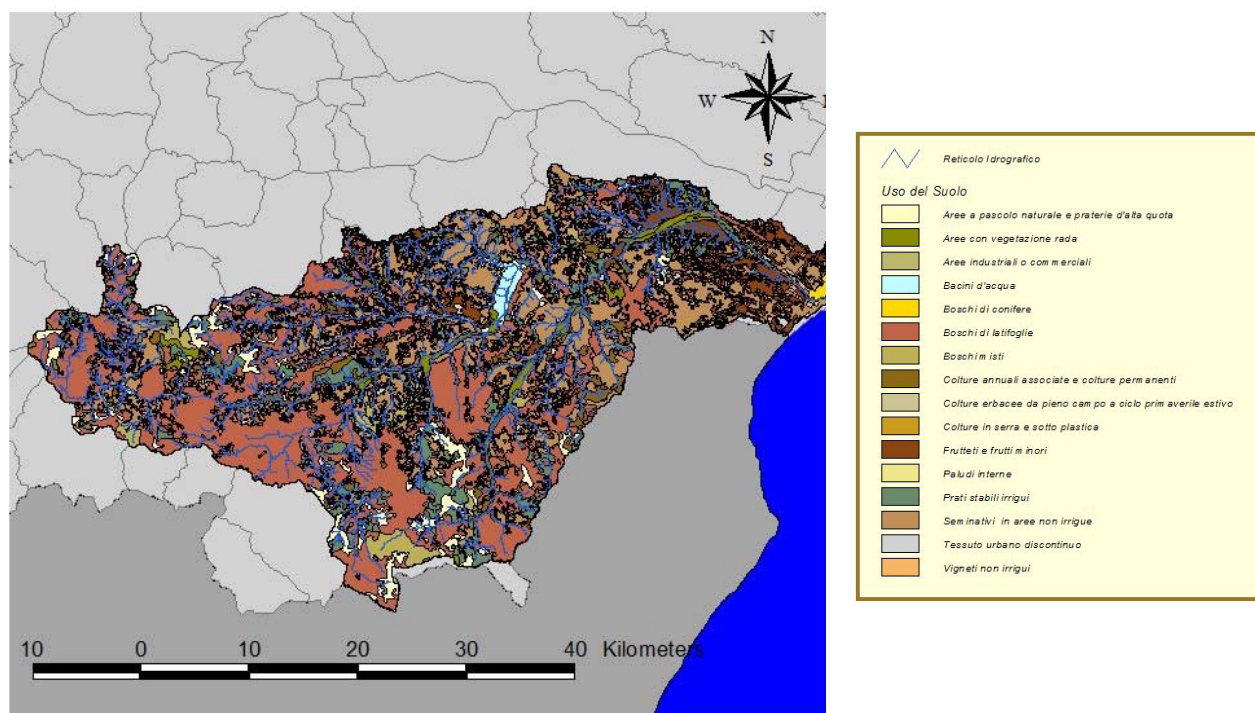 N
W
S
10 0 10 20 30 40 Kilometers
Reticolo Idrografico
Uso del Suolo
Aree a pascolo naturale e praterie d'alta quota
Aree con vegetazione rada
Aree industriali o commerciali
Bacini d'acqua
Boschi di conifere
Boschi di latifoglie
Boschi misti
Colture annuali associate e colture permanenti
Colture erbacee da pieno campo a ciclo primaverile estivo
Colture in serra e sotto plastica
Frutteti e frutti minori
Paludi interne
Prati stabili irrigui
Seminativi in aree non irrigue
Tessuto urbano discontinuo
Vigneti non irrigui